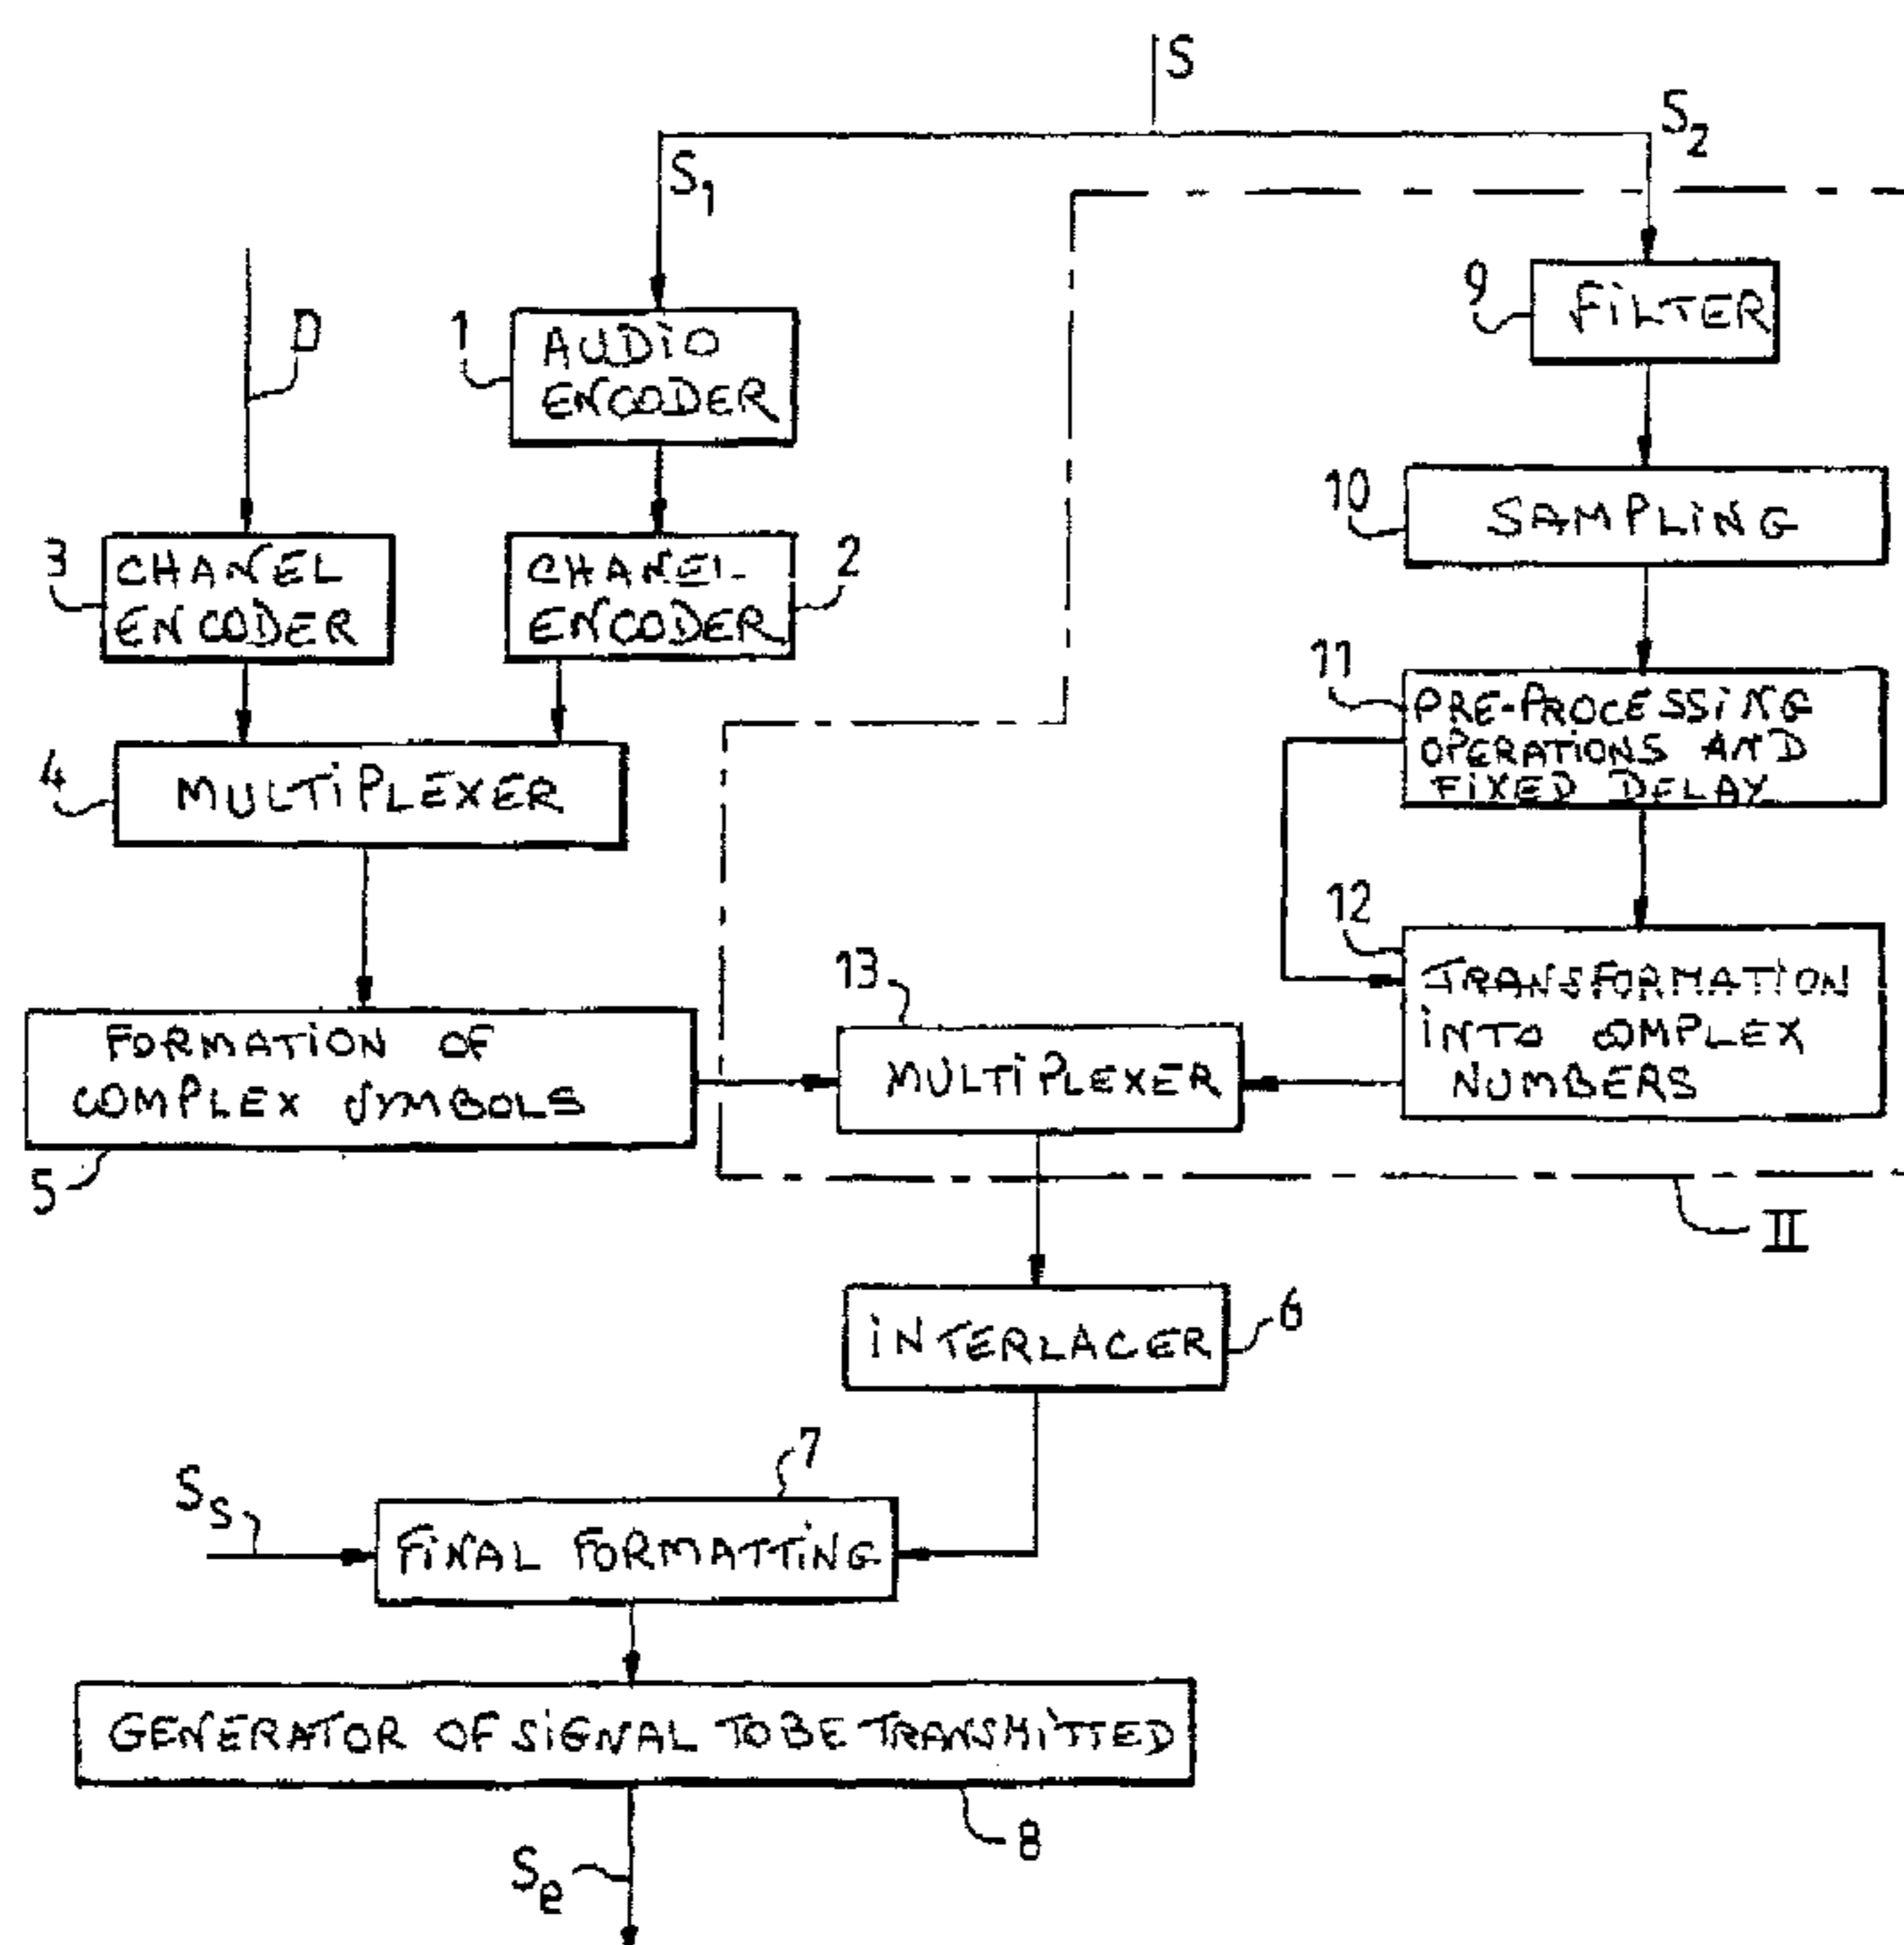 S
S2
S1
D
1
AUDIO
ENCODER
9
FILTER
10
SAMPLING
3
CHANEL
ENCODER
CHANEL
ENCODER
2
11
PRE-PROCESSING
OPERATIONS AND
FIXED DELAY
4
MULTIPLEXER
12
TRANSFORMATION
INTO COMPLEX
NUMBERS
13
MULTIPLEXER
FORMATION OF
COMPLEX SYMBOLS
5
II
INTERLACER
6
7
SS
FINAL FORMATTING
GENERATOR OF SIGNAL TO BE TRANSMITTED
8
Se